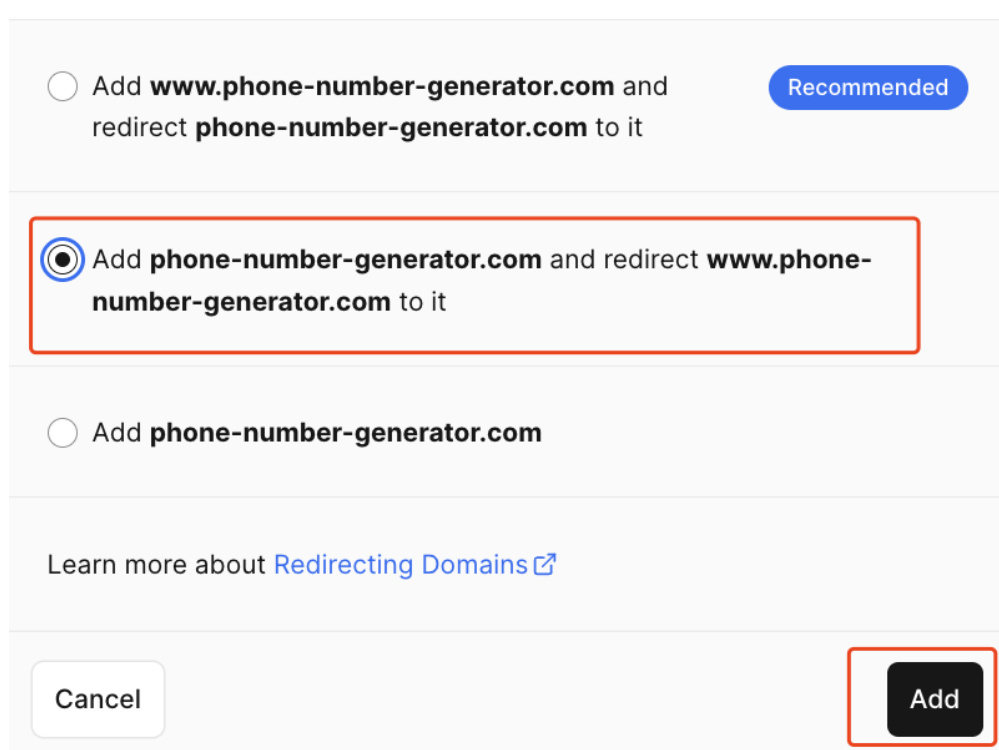 Add www.phone-number-generator.com and
redirect phone-number-generator.com to it
Recommended
Add phone-number-generator.com and redirect www.phone-
number-generator.com to it
Add phone-number-generator.com
Learn more about Redirecting Domains
Cancel
Add